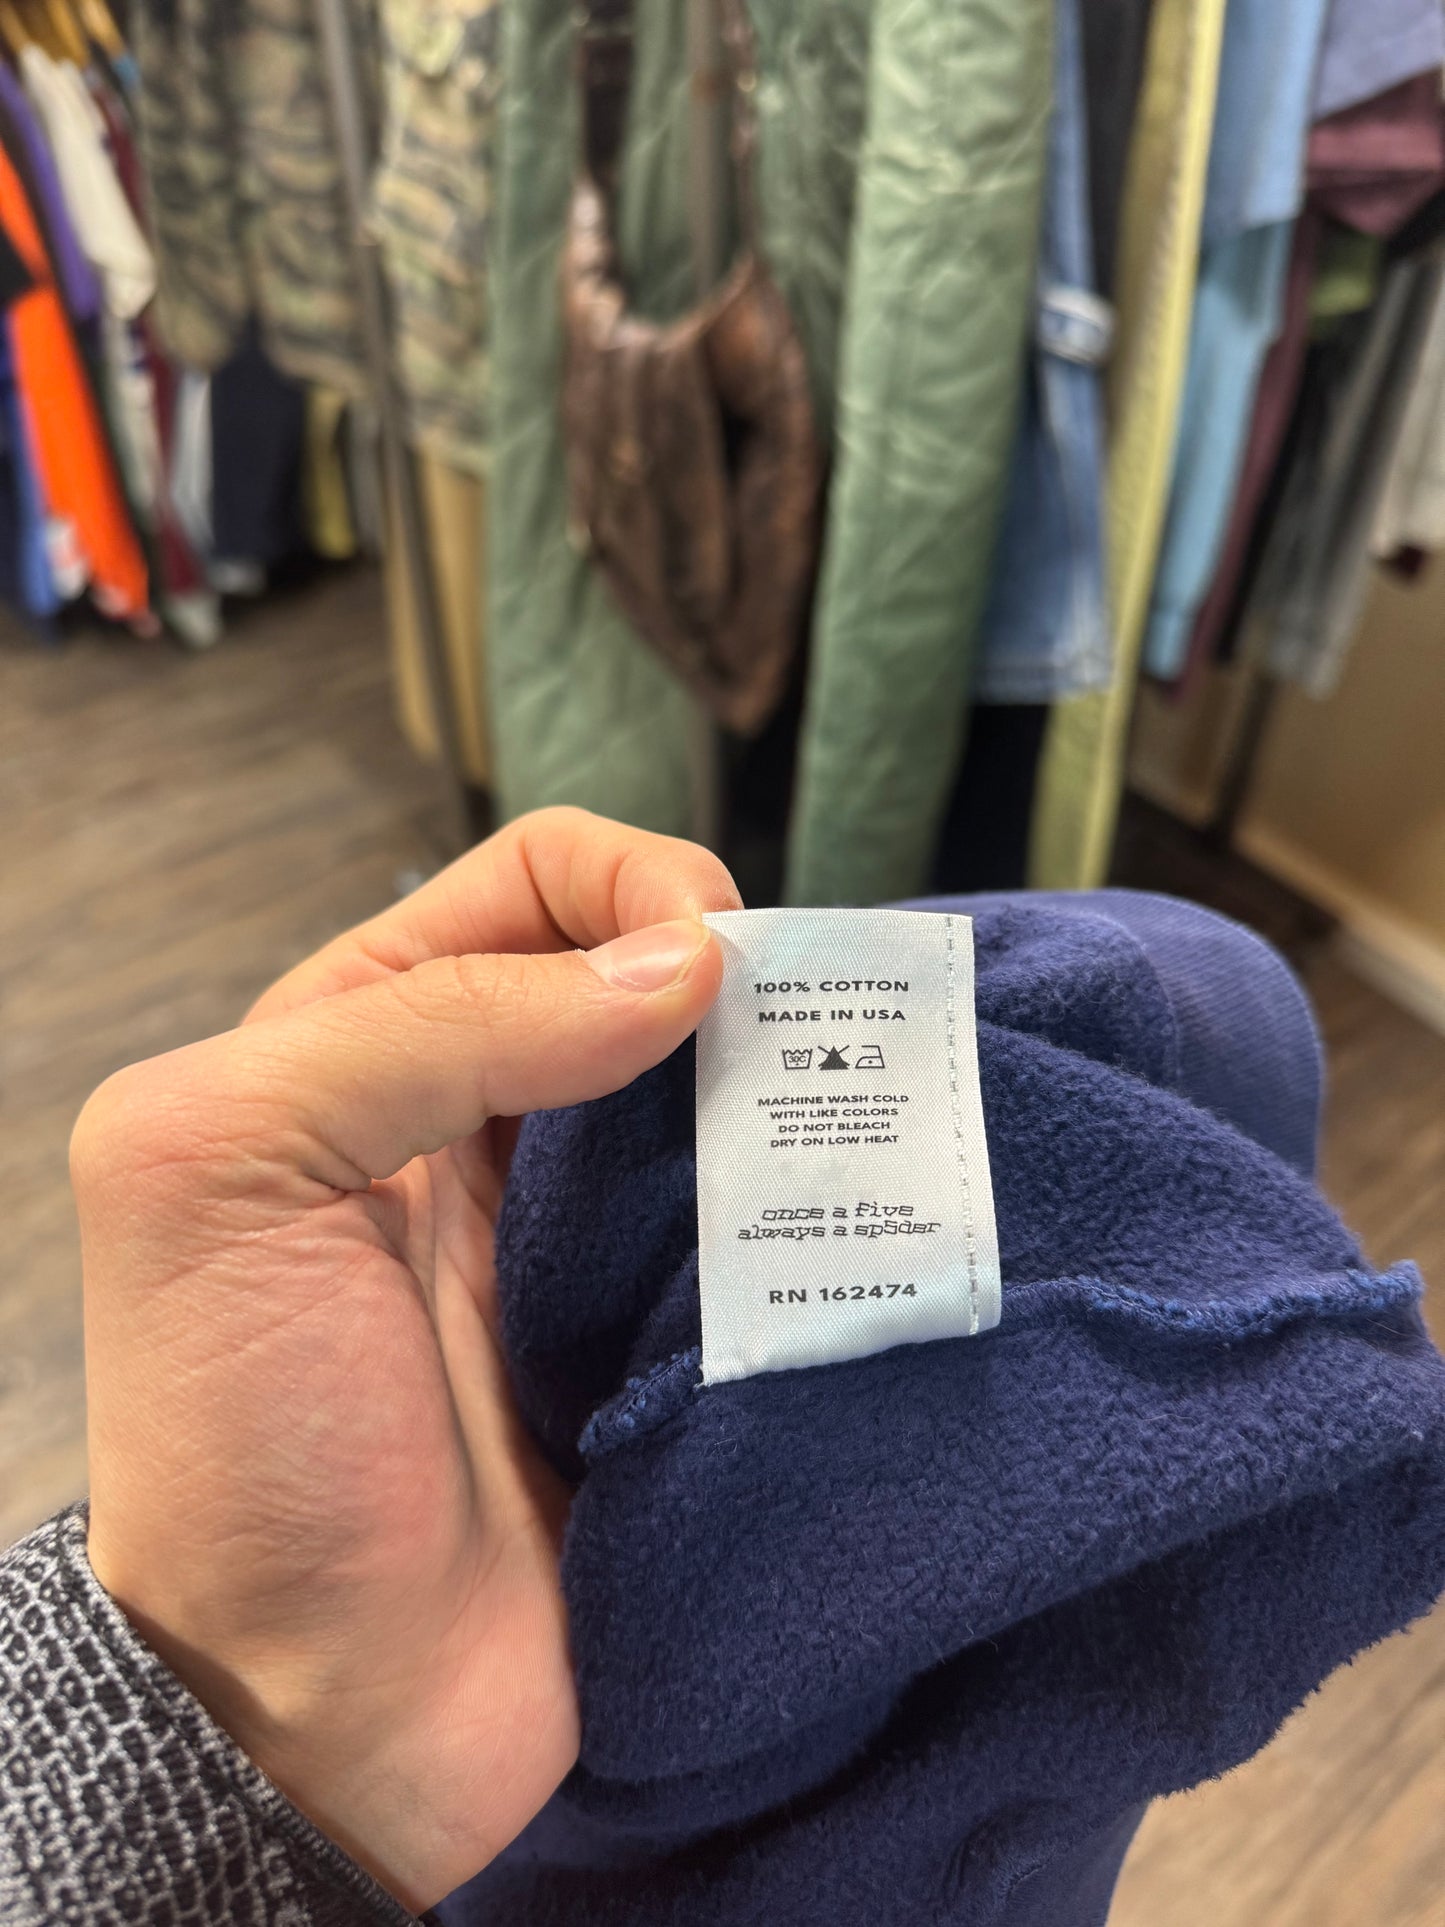 100% COTTON
MADE IN USA
30C
MACHINE WASH COLD
WITH LIKE COLORS
DO NOT BLEACH
DRY ON LOW HEAT
once a five
always a sp5der
RN 162474